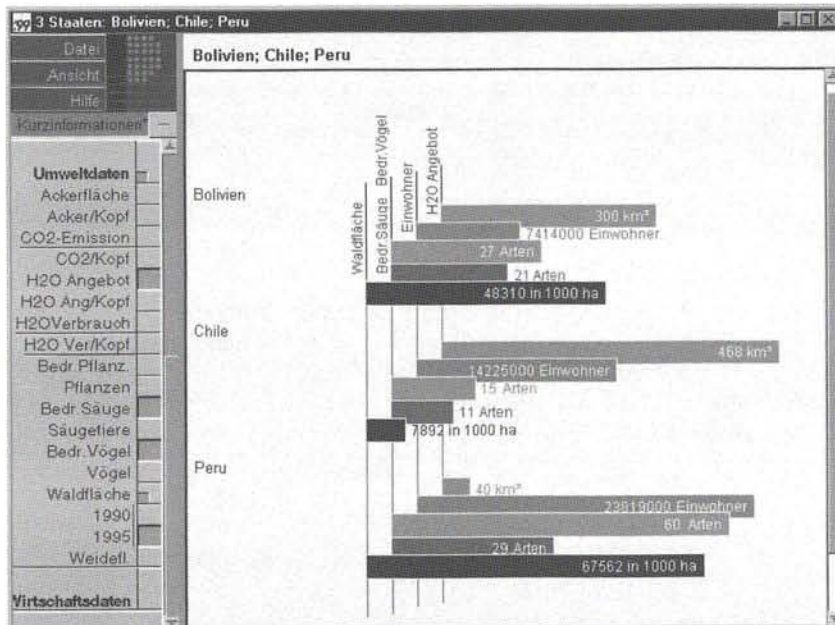 '99 3 Staaten: Bolivien; Chile; Peru
Datei
Ansicht
Hilfe
Kurzinformationen*
Umweltdaten
Ackerfläche
Acker/Kopf
CO2-Emission
CO2/Kopf
H2O Angebot
H2O Ang/Kopf
H2OVerbrauch
H2O Ver/Kopf
Bedr.Pflanz.
Pflanzen
Bedr.Säuge
Säugetiere
Bedr.Vögel
Vögel
Waldfläche
1990
1995
Weidefl.
Wirtschaftsdaten
Bolivien; Chile; Peru
Waldfläche
Bedr.Säuge Bedr.Vögel
Einwohner
H2O Angebot
Bolivien
300 km³
7414000 Einwohner
27 Arten
21 Arten
48310 in 1000 ha
Chile
468 km³
14225000 Einwohner
15 Arten
11 Arten
7892 in 1000 ha
Peru
40 km³
23819000 Einwohner
60 Arten
29 Arten
67562 in 1000 ha